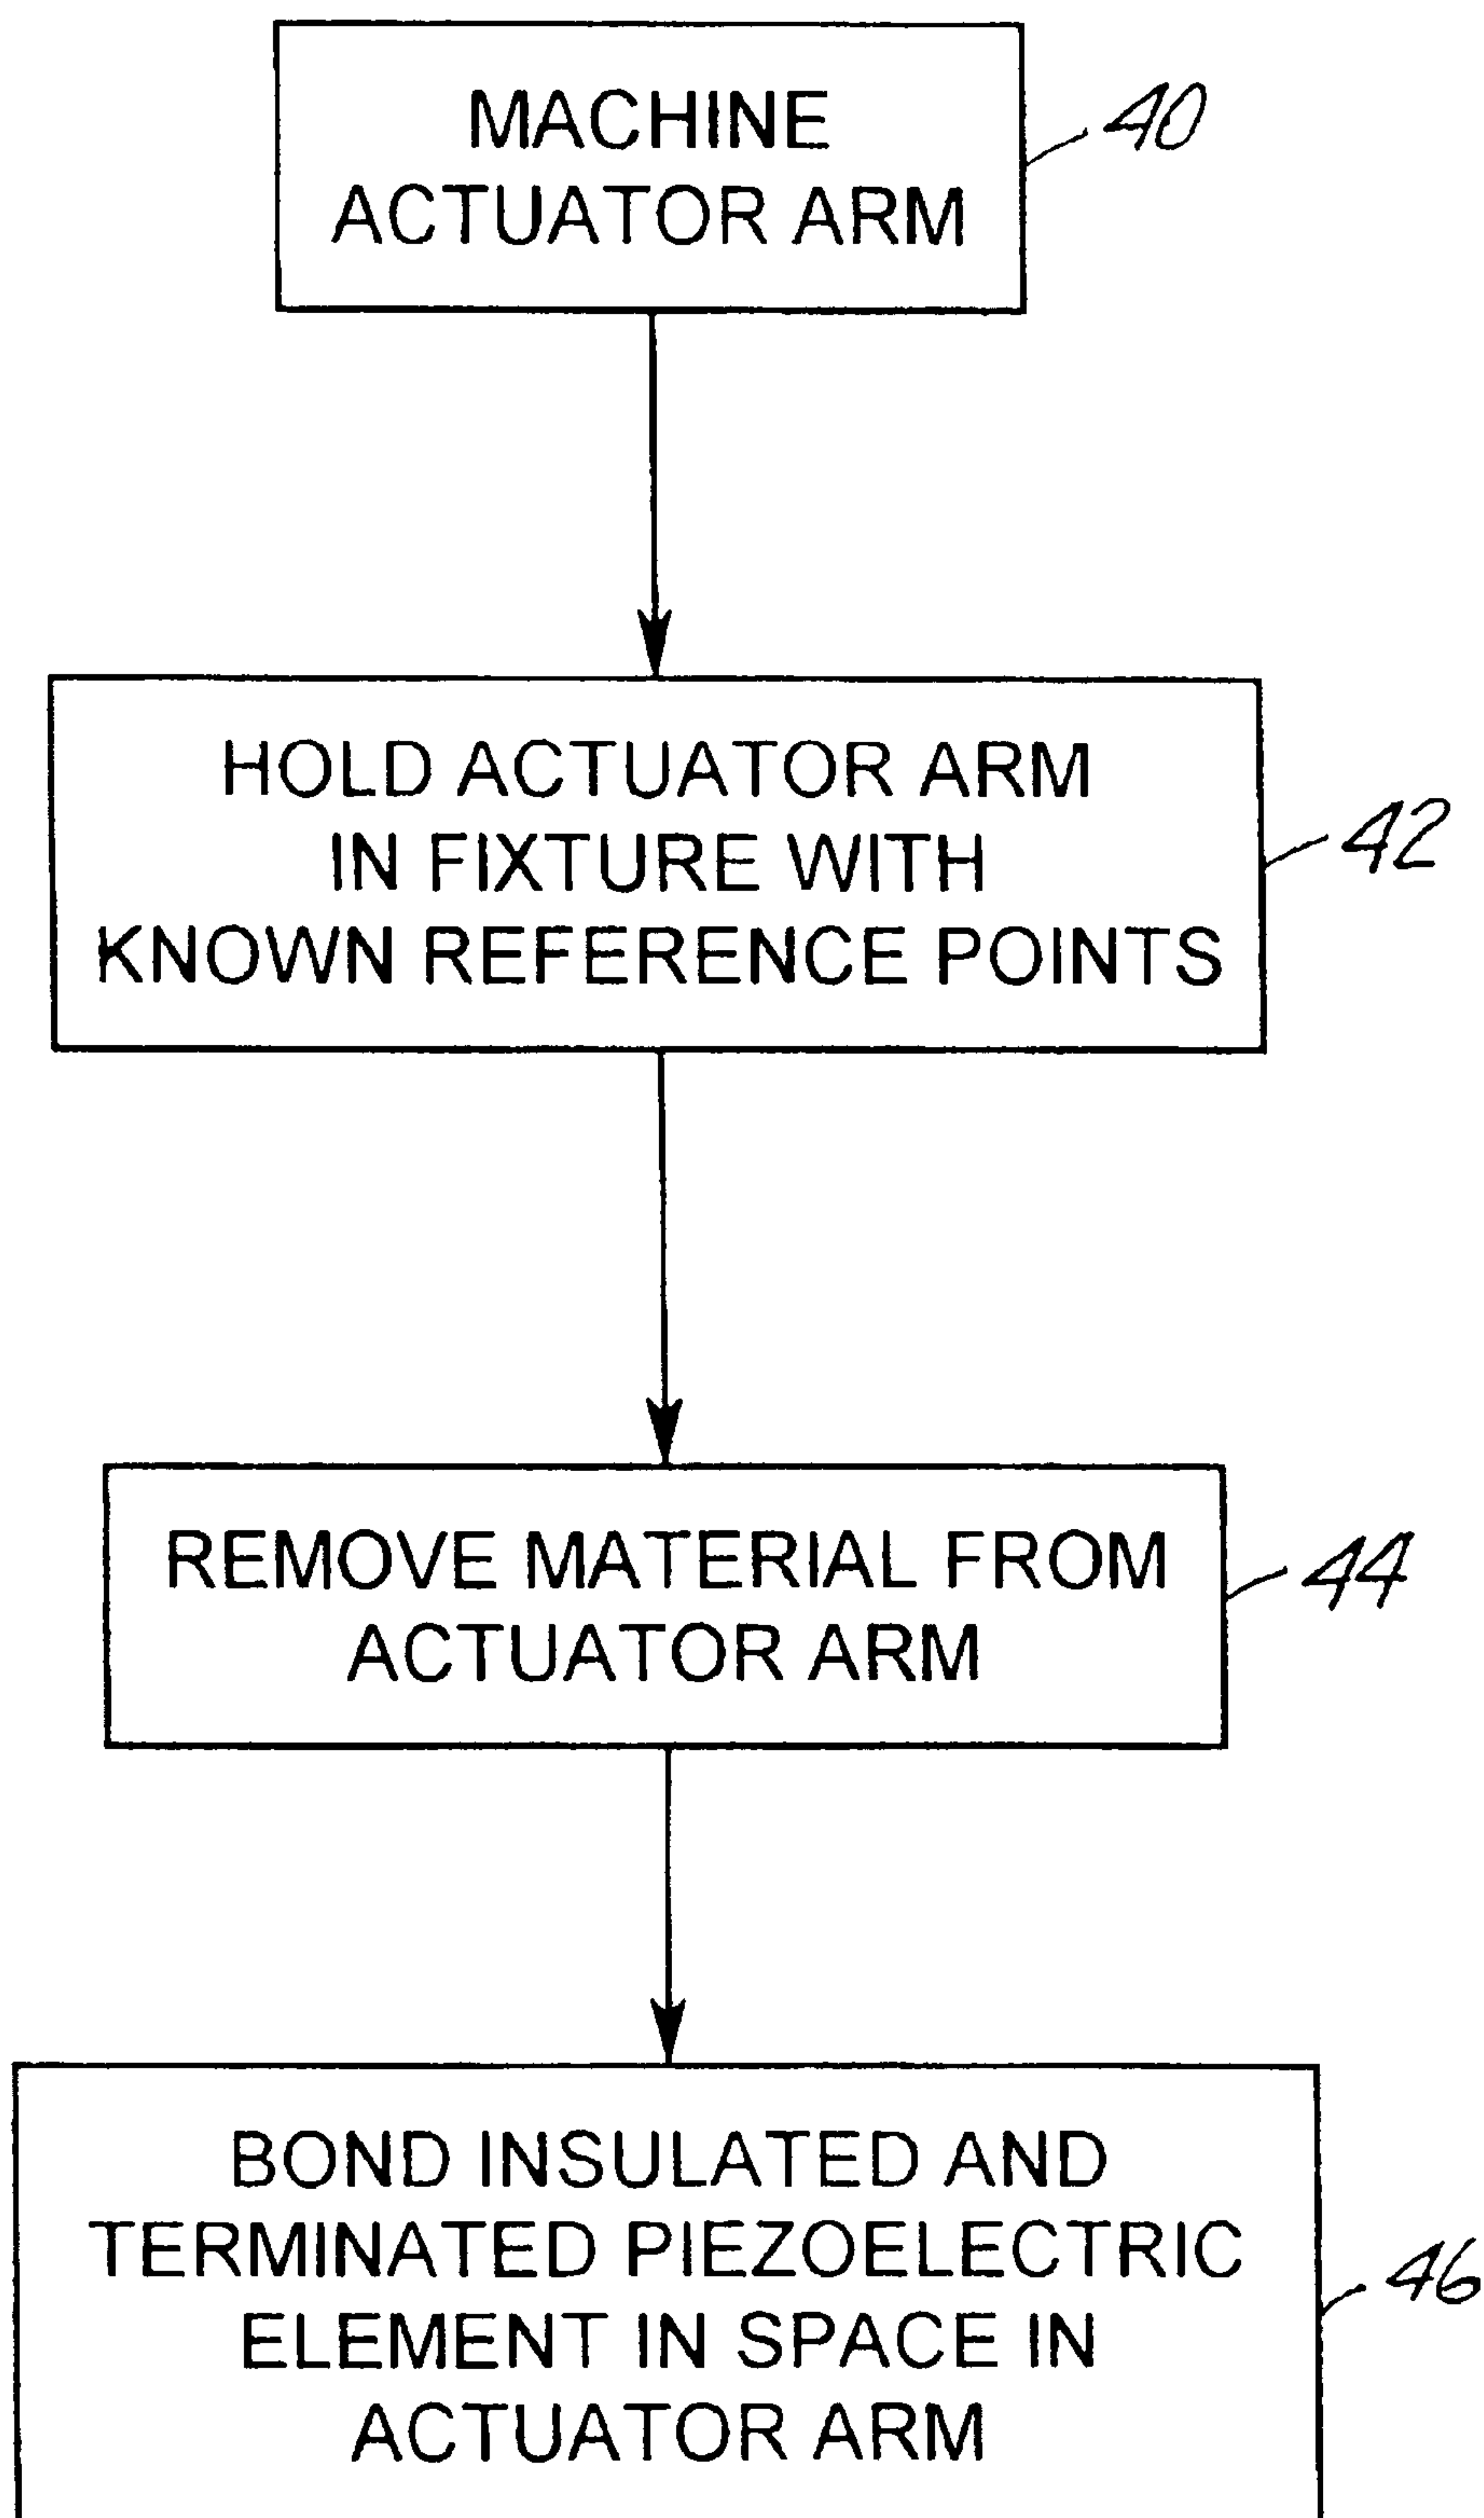 MACHINE
ACTUATOR ARM
40
HOLD ACTUATOR ARM
IN FIXTURE WITH
KNOWN REFERENCE POINTS
42
REMOVE MATERIAL FROM
ACTUATOR ARM
44
BOND INSULATED AND
TERMINATED PIEZOELECTRIC
ELEMENT IN SPACE IN
ACTUATOR ARM
46